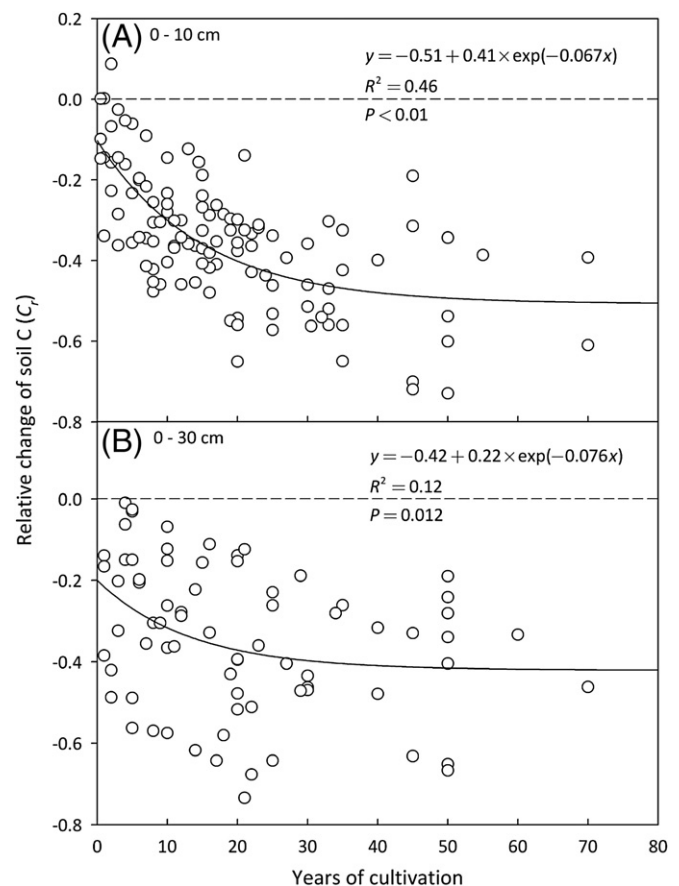 0.2
(A) 0 - 10 cm
y = −0.51 + 0.41 × exp(−0.067x)
R² = 0.46
0.0
P < 0.01
-0.2
-0.4
-0.6
-0.8
Relative change of soil C (Cr)
(B) 0 - 30 cm
y = −0.42 + 0.22 × exp(−0.076x)
R² = 0.12
0.0
P = 0.012
-0.2
-0.4
-0.6
-0.8
0 10 20 30 40 50 60 70 80
Years of cultivation